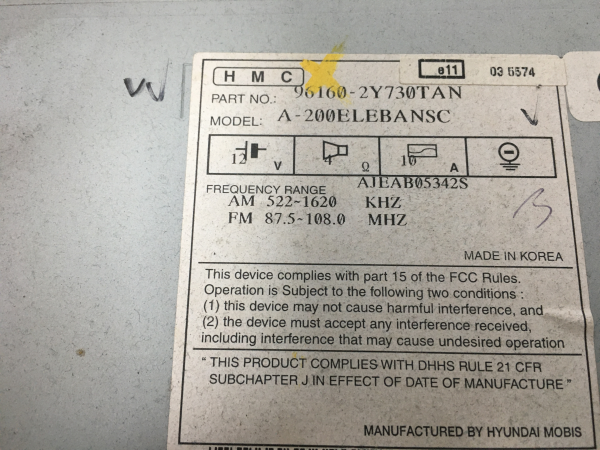 H M C
e11 03 5574
PART NO.: 96160-2Y730TAN
MODEL: A-200ELEBANSC
12 V 4 Ω 10 A
AJEAB05342S
FREQUENCY RANGE
AM 522~1620 KHZ
FM 87.5~108.0 MHZ
MADE IN KOREA
This device complies with part 15 of the FCC Rules.
Operation is Subject to the following two conditions :
(1) this device may not cause harmful interference, and
(2) the device must accept any interference received,
including interference that may cause undesired operation
" THIS PRODUCT COMPLIES WITH DHHS RULE 21 CFR
SUBCHAPTER J IN EFFECT OF DATE OF MANUFACTURE "
MANUFACTURED BY HYUNDAI MOBIS